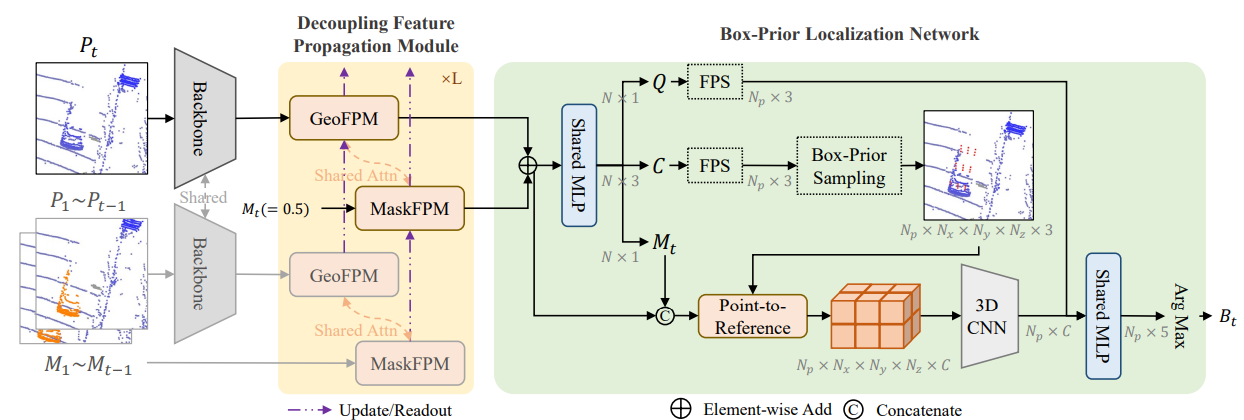 Decoupling Feature
Propagation Module
Box-Prior Localization Network
P_t
×L
Backbone
GeoFPM
Shared Attn
M_t(= 0.5)
MaskFPM
Shared
P_1~P_{t−1}
Backbone
GeoFPM
Shared Attn
MaskFPM
M_1~M_{t−1}
Shared MLP
N × 1
Q
FPS
N_p × 3
N × 3
C
FPS
N_p × 3
Box-Prior
Sampling
N_p × N_x × N_y × N_z × 3
N × 1
M_t
C
Point-to-
Reference
N_p × N_x × N_y × N_z × C
3D
CNN
N_p × C
Shared MLP
N_p × 5
Arg Max
B_t
Update/Readout
Element-wise Add
C
Concatenate